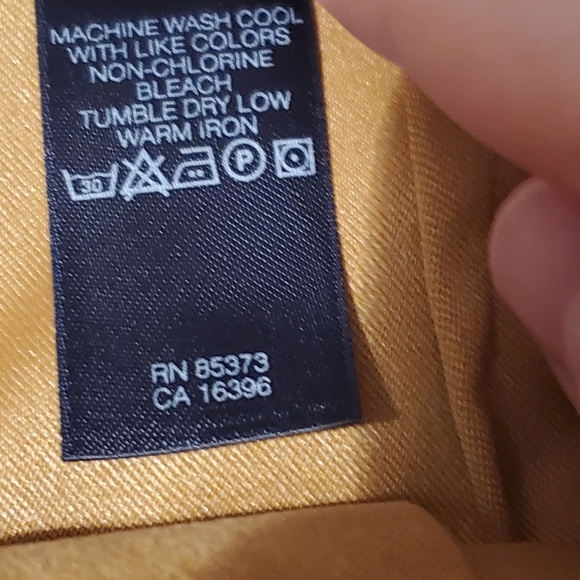 MACHINE WASH COOL
WITH LIKE COLORS
NON-CHLORINE
BLEACH
TUMBLE DRY LOW
WARM IRON
30 P
RN 85373
CA 16396